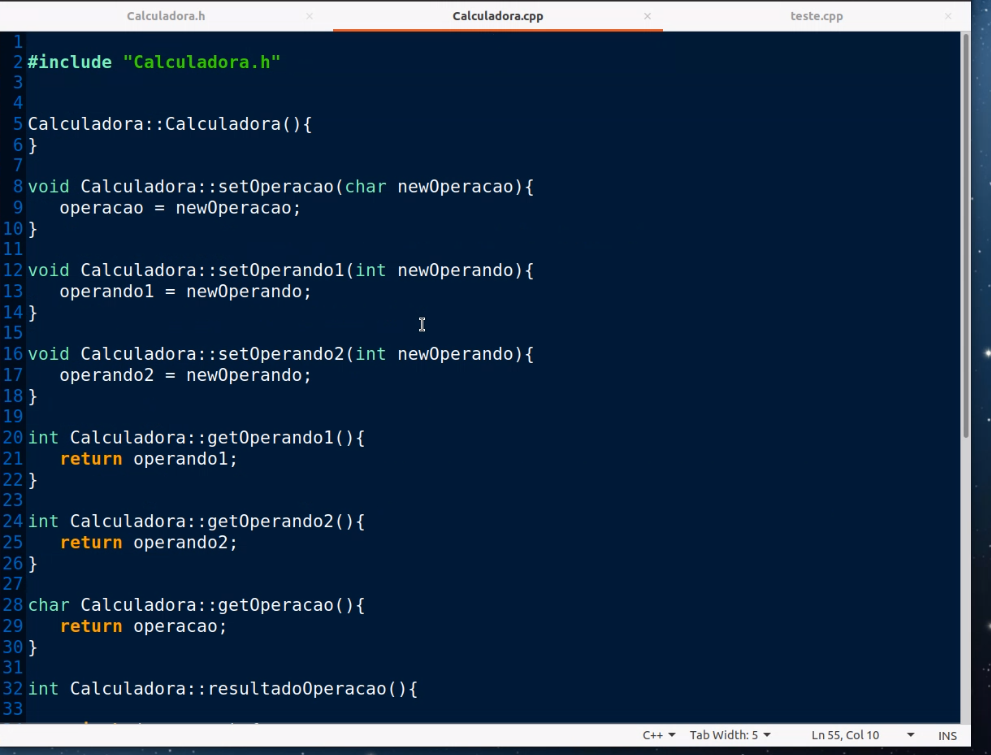 Calculadora.h × Calculadora.cpp × teste.cpp ×
1
2 #include "Calculadora.h"
3
4
5 Calculadora::Calculadora(){
6 }
7
8 void Calculadora::setOperacao(char newOperacao){
9 operacao = newOperacao;
10 }
11
12 void Calculadora::setOperando1(int newOperando){
13 operando1 = newOperando;
14 }
15
16 void Calculadora::setOperando2(int newOperando){
17 operando2 = newOperando;
18 }
19
20 int Calculadora::getOperando1(){
21 return operando1;
22 }
23
24 int Calculadora::getOperando2(){
25 return operando2;
26 }
27
28 char Calculadora::getOperacao(){
29 return operacao;
30 }
31
32 int Calculadora::resultadoOperacao(){
33
C++ Tab Width: 5 Ln 55, Col 10 INS